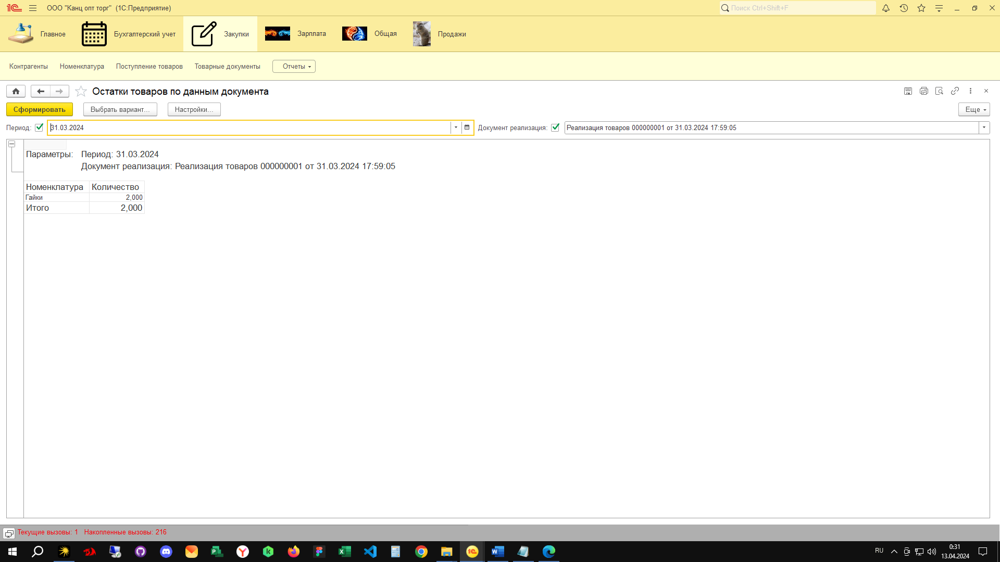 ООО "Канц опт торг" (1С:Предприятие)
Поиск Ctrl+Shift+F
Главное
Бухгалтерский учет
Закупки
Зарплата
Общая
Продажи
Контрагенты
Номенклатура
Поступление товаров
Товарные документы
Отчеты
Остатки товаров по данным документа
Сформировать
Выбрать вариант...
Настройки...
Еще
Период:
31.03.2024
Документ реализация:
Реализация товаров 000000001 от 31.03.2024 17:59:05
Параметры: Период: 31.03.2024
Документ реализация: Реализация товаров 000000001 от 31.03.2024 17:59:05
Номенклатура Количество
Гайки 2,000
Итого 2,000
Текущие вызовы: 1 Накопленные вызовы: 216
RU
0:31
13.04.2024